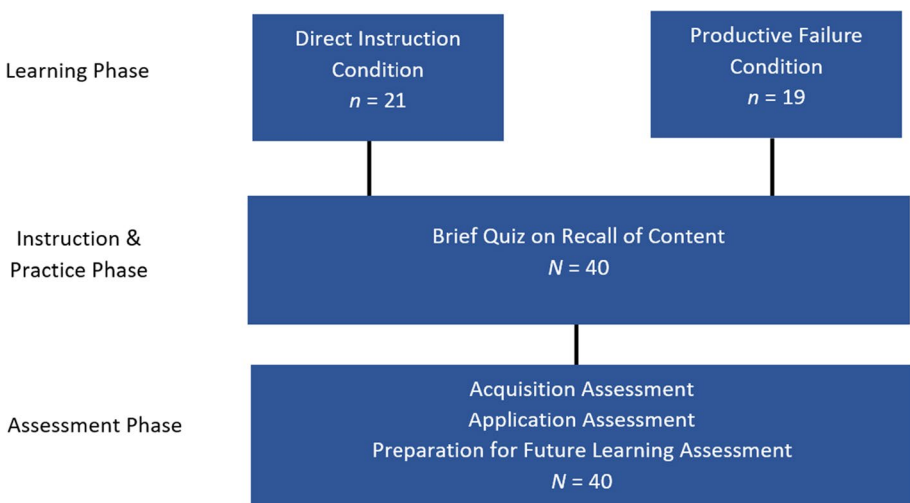 Learning Phase
Direct Instruction
Condition
n = 21
Productive Failure
Condition
n = 19
Instruction &
Practice Phase
Brief Quiz on Recall of Content
N = 40
Assessment Phase
Acquisition Assessment
Application Assessment
Preparation for Future Learning Assessment
N = 40